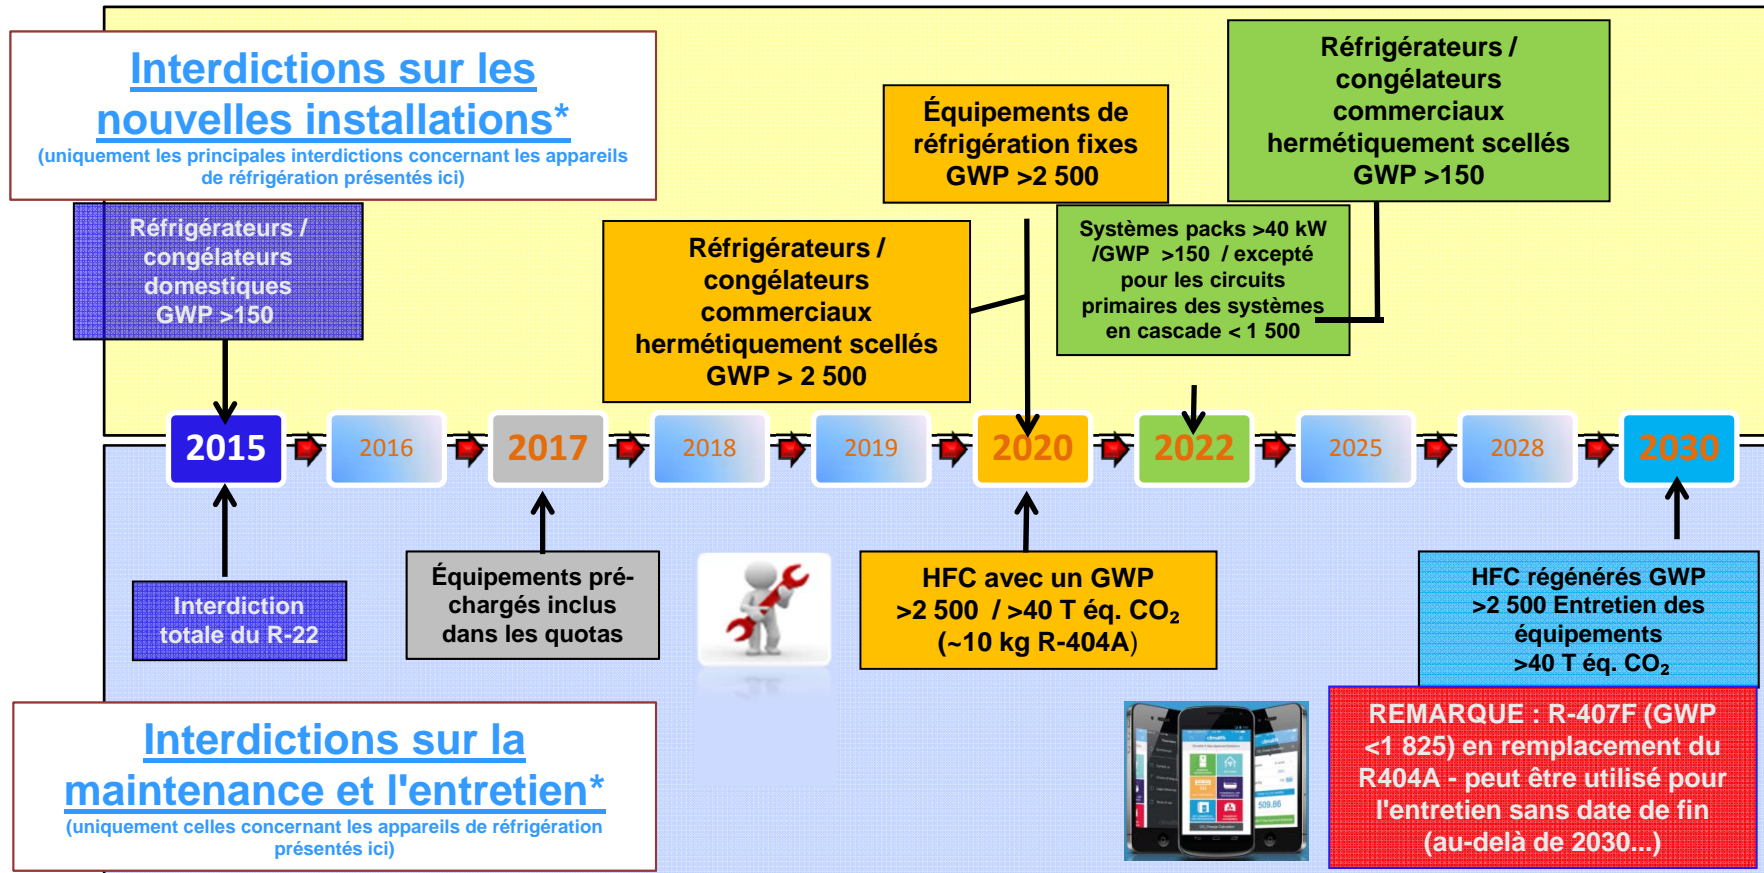 Interdictions sur les
nouvelles installations*
(uniquement les principales interdictions concernant les appareils
de réfrigération présentés ici)
Réfrigérateurs /
congélateurs
domestiques
GWP >150
Réfrigérateurs /
congélateurs
commerciaux
hermétiquement scellés
GWP > 2 500
Équipements de
réfrigération fixes
GWP >2 500
Systèmes packs >40 kW
/GWP >150 / excepté
pour les circuits
primaires des systèmes
en cascade < 1 500
Réfrigérateurs /
congélateurs
commerciaux
hermétiquement scellés
GWP >150
2015
2016
2017
2018
2019
2020
2022
2025
2028
2030
Interdiction
totale du R-22
Équipements pré-
chargés inclus
dans les quotas
HFC avec un GWP
>2 500 / >40 T éq. CO₂
(~10 kg R-404A)
HFC régénérés GWP
>2 500 Entretien des
équipements
>40 T éq. CO₂
REMARQUE : R-407F (GWP
<1 825) en remplacement du
R404A - peut être utilisé pour
l'entretien sans date de fin
(au-delà de 2030...)
Interdictions sur la
maintenance et l'entretien*
(uniquement celles concernant les appareils de réfrigération
présentés ici)
509.86